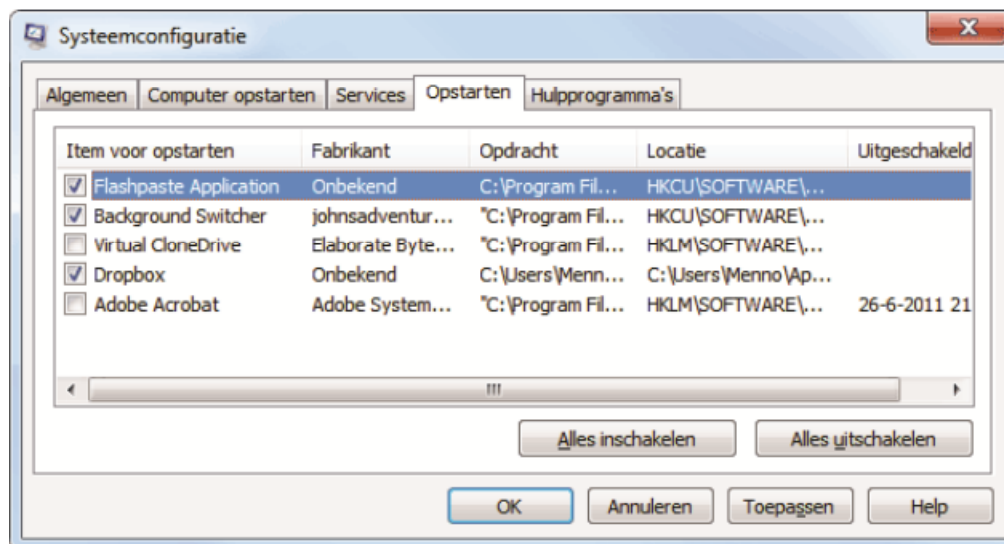 Systeemconfiguratie
Algemeen Computer opstarten Services Opstarten Hulpprogramma's
Item voor opstarten Fabrikant Opdracht Locatie Uitgeschakeld
Flashpaste Application Onbekend C:\Program Fil... HKCU\SOFTWARE\...
Background Switcher johnsadventur... "C:\Program Fil... HKCU\SOFTWARE\...
Virtual CloneDrive Elaborate Byte... "C:\Program Fil... HKLM\SOFTWARE\...
Dropbox Onbekend C:\Users\Menn... C:\Users\Menno\Ap...
Adobe Acrobat Adobe System... "C:\Program Fil... HKLM\SOFTWARE\... 26-6-2011 21
Alles inschakelen Alles uitschakelen
OK Annuleren Toepassen Help